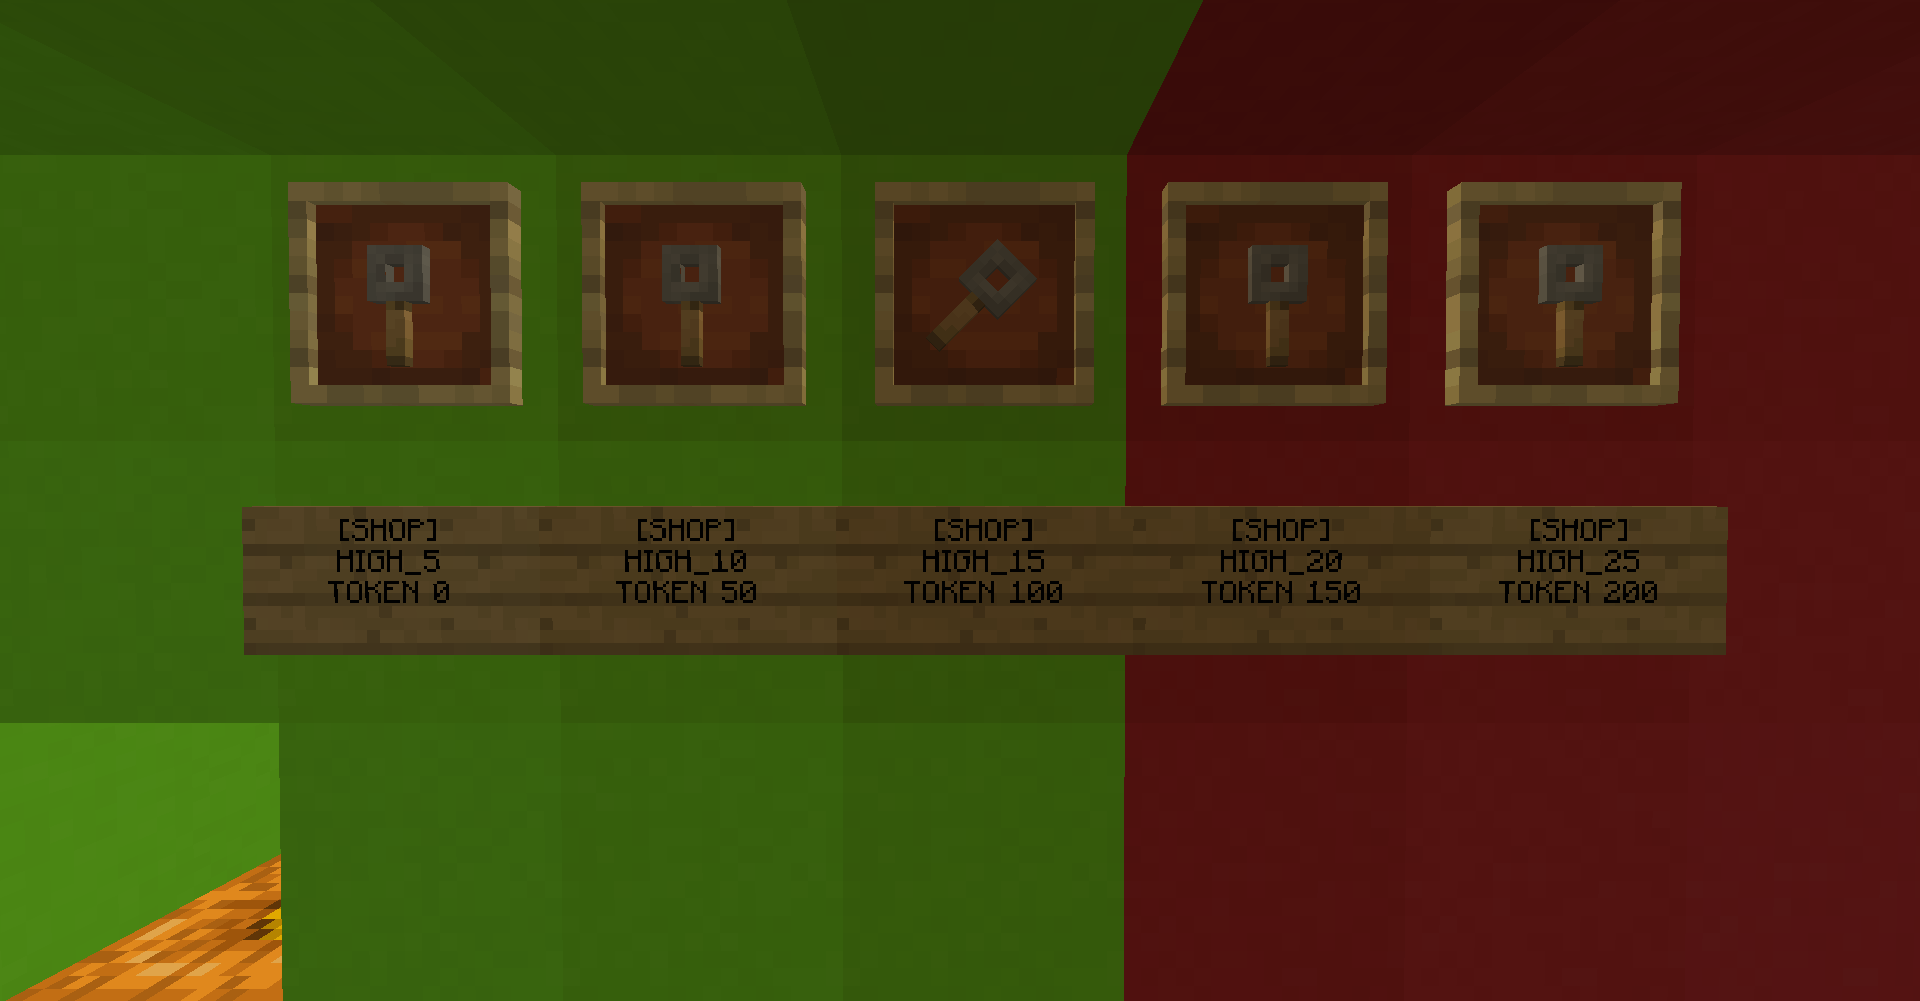 [SHOP]
HIGH_5
TOKEN 0
[SHOP]
HIGH_10
TOKEN 50
[SHOP]
HIGH_15
TOKEN 100
[SHOP]
HIGH_20
TOKEN 150
[SHOP]
HIGH_25
TOKEN 200